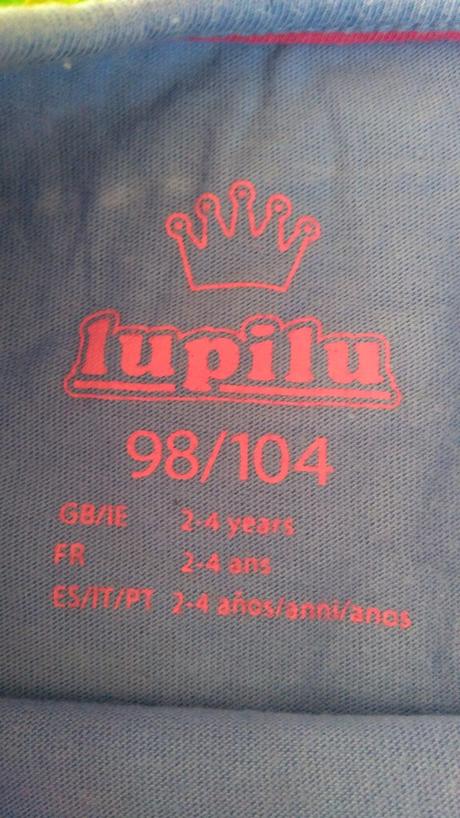 lupilu
98/104
GB/IE 2-4 years
FR 2-4 ans
ES/IT/PT 2-4 años/anni/anos